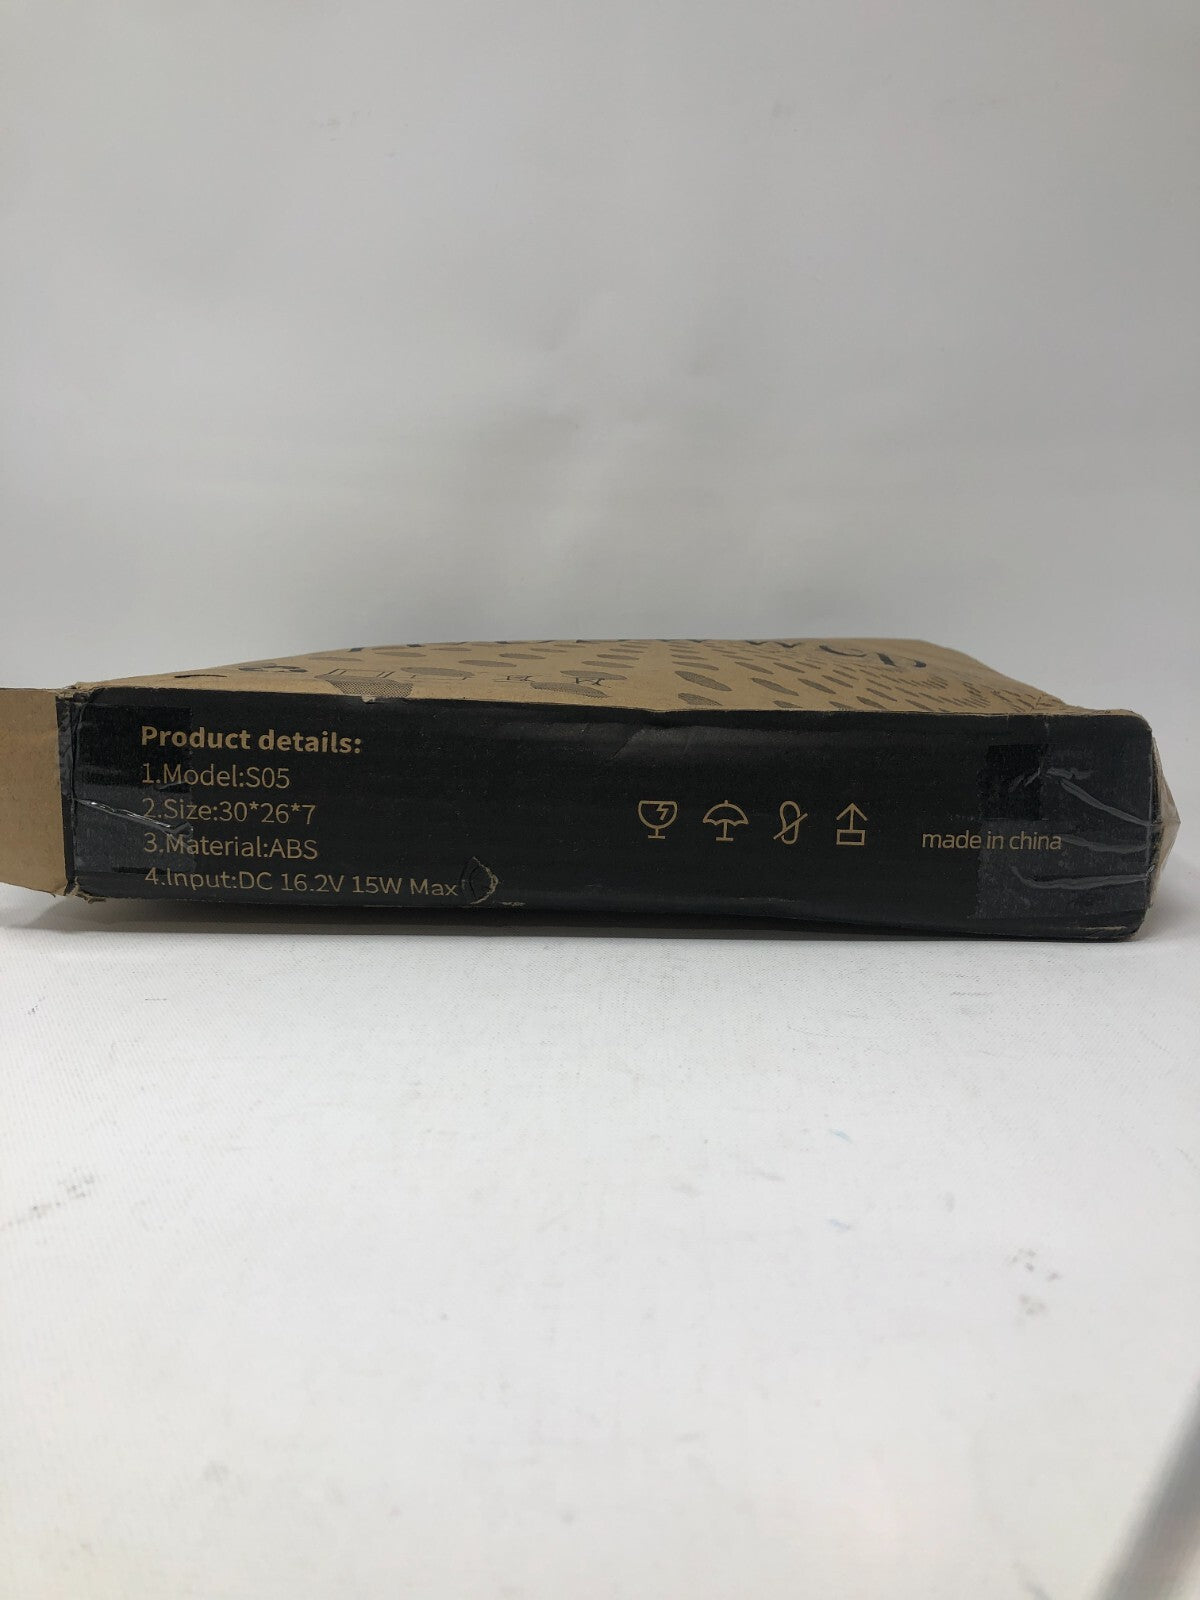 Product details:
1.Model:S05
2.Size:30*26*7
3.Material:ABS
4.Input:DC 16.2V 15W Max
made in china